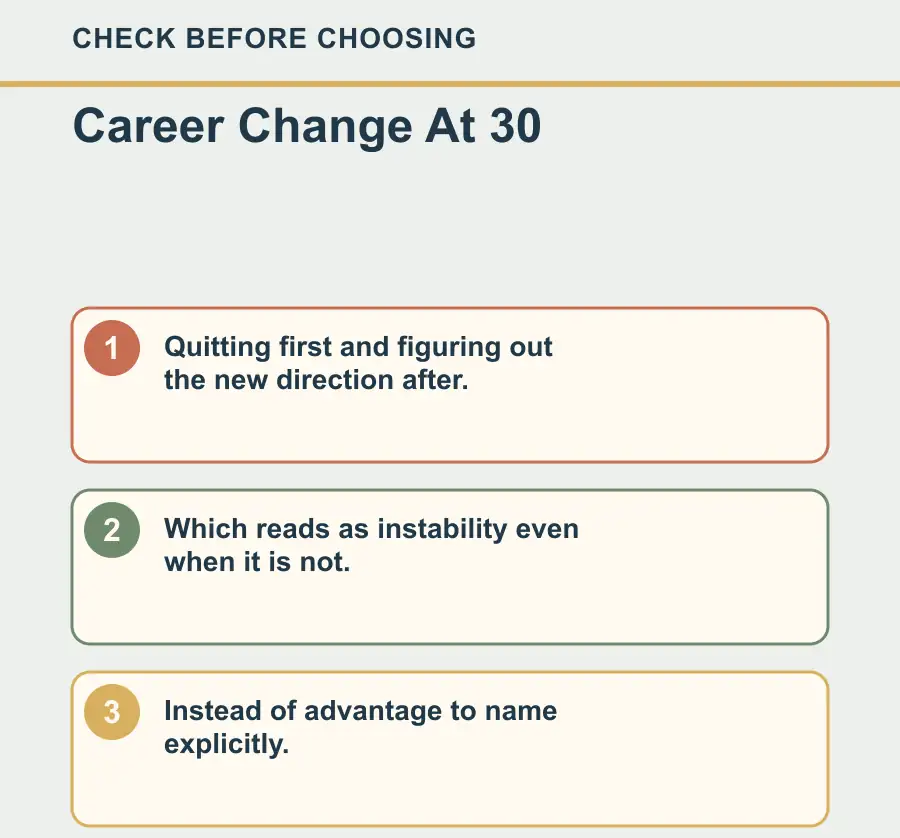 CHECK BEFORE CHOOSING
Career Change At 30
1
Quitting first and figuring out
the new direction after.
2
Which reads as instability even
when it is not.
3
Instead of advantage to name
explicitly.